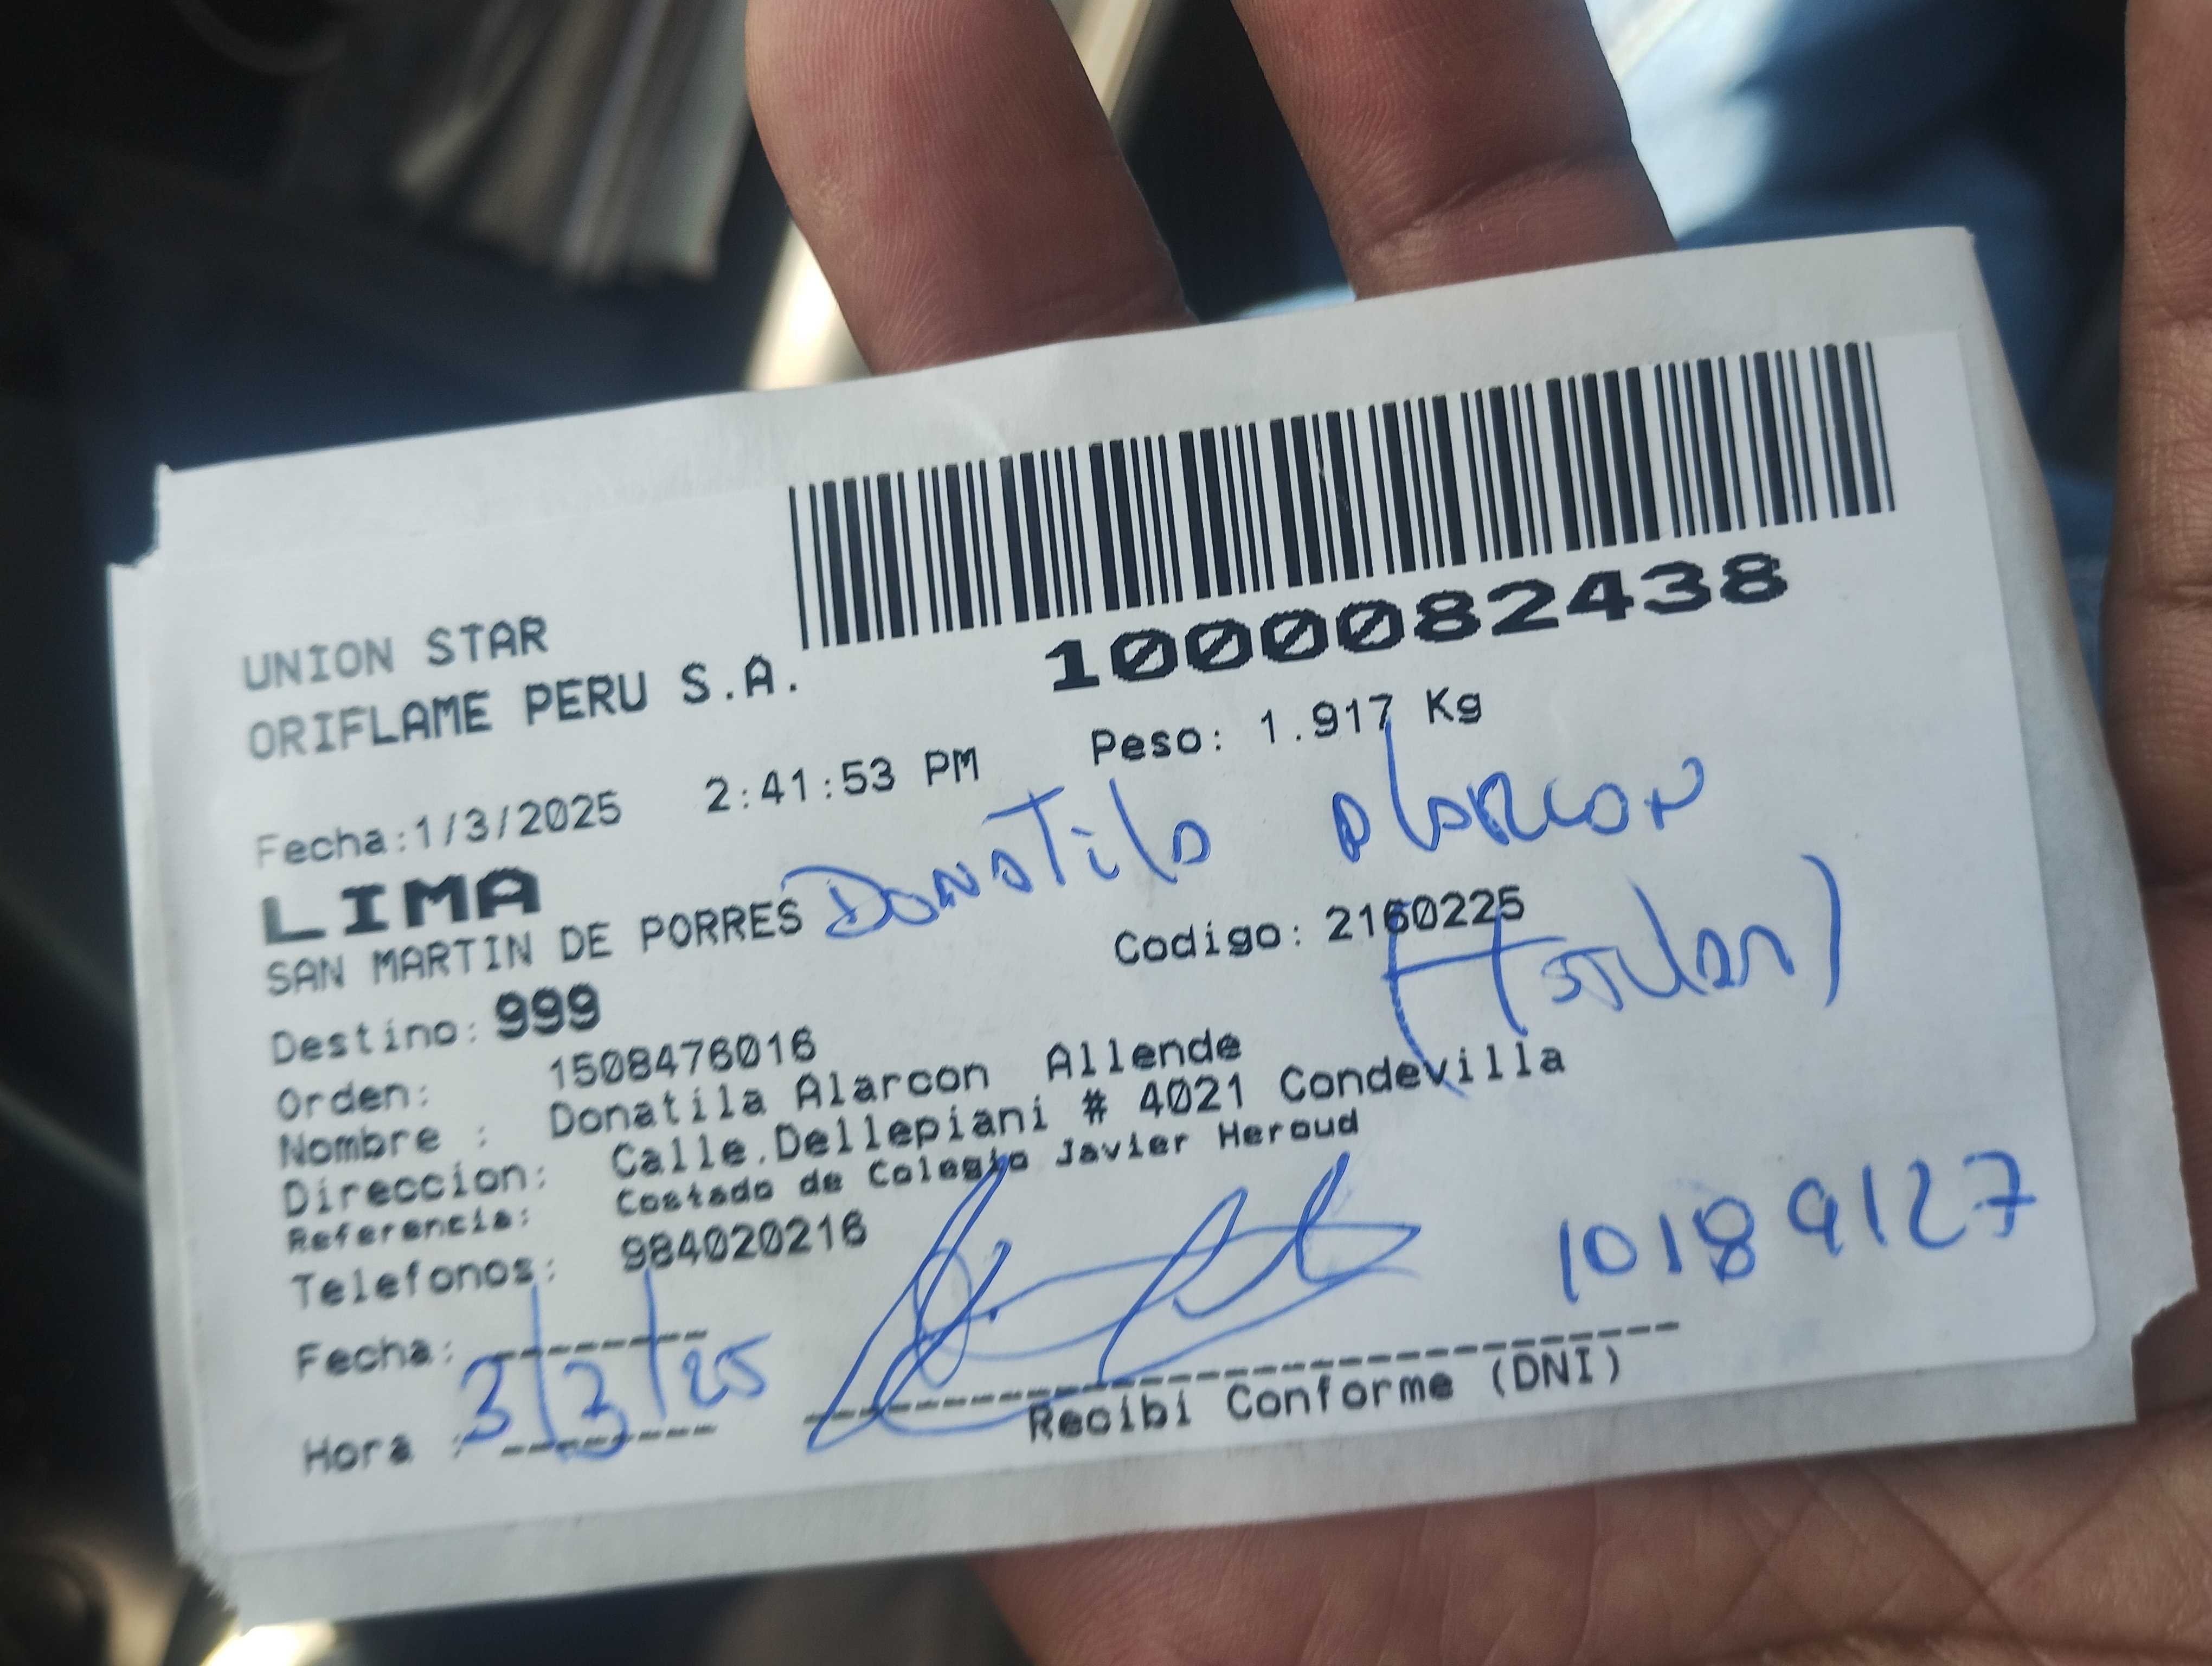 1000082438
UNION STAR
ORIFLAME PERU S.A.
Peso: 1.917 Kg
Fecha:1/3/2025 2:41:53 PM
Donatila Alarcon
LIMA
SAN MARTIN DE PORRES
Codigo: 2160225
(Titular)
Destino: 999
Orden: 1508476016
Nombre : Donatila Alarcon Allende
Direccion: Calle.Dellepiani # 4021 Condevilla
Referencia: Costado de Colegio Javier Heroud
Telefonos: 984020216
10189127
Fecha: 3/3/25
Hora :
Recibi Conforme (DNI)